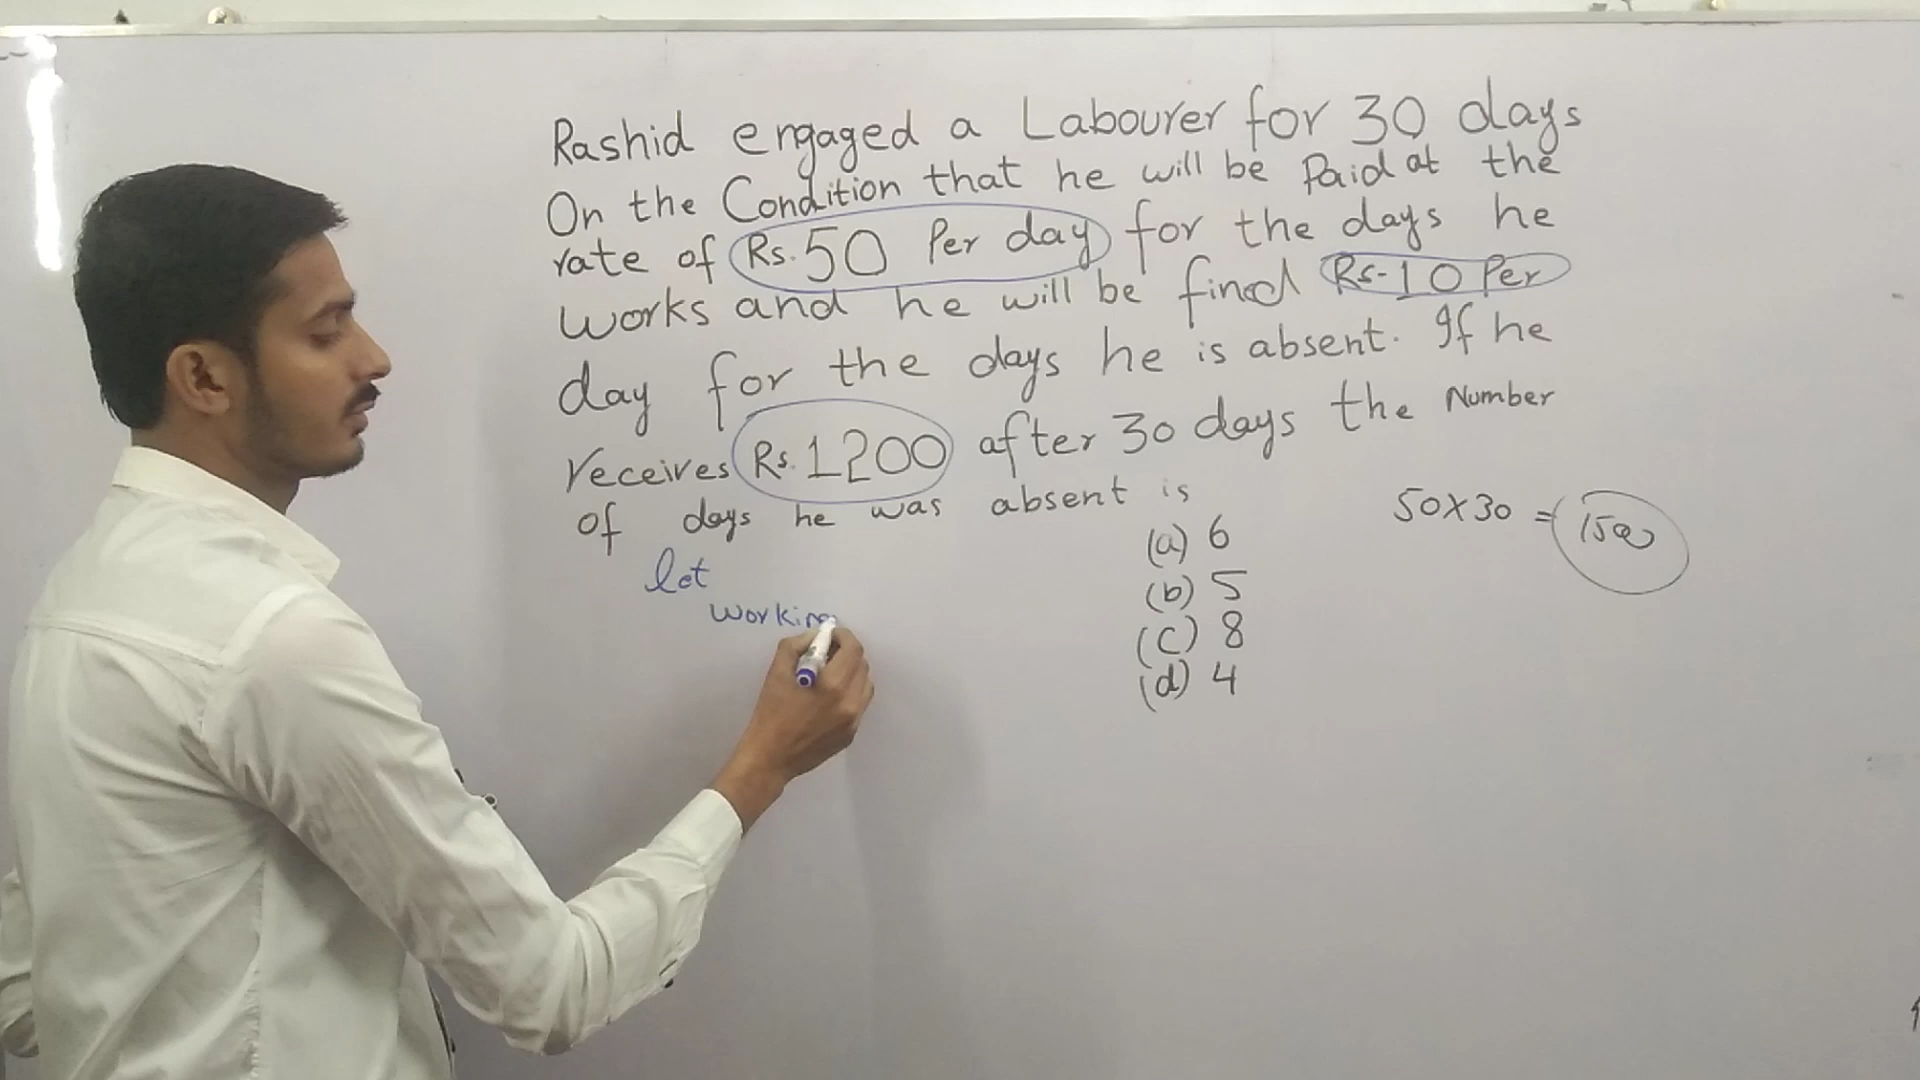 Rashid engaged a Labourer for 30 days
On the Condition that he will be Paid at the
rate of Rs. 50 Per day for the days he
works and he will be fined Rs-10 Per
day for the days he is absent. If he
receives Rs. 1200 after 30 days the Number
of days he was absent is
(a) 6
(b) 5
(c) 8
(d) 4
50X30 = 1500
let
working